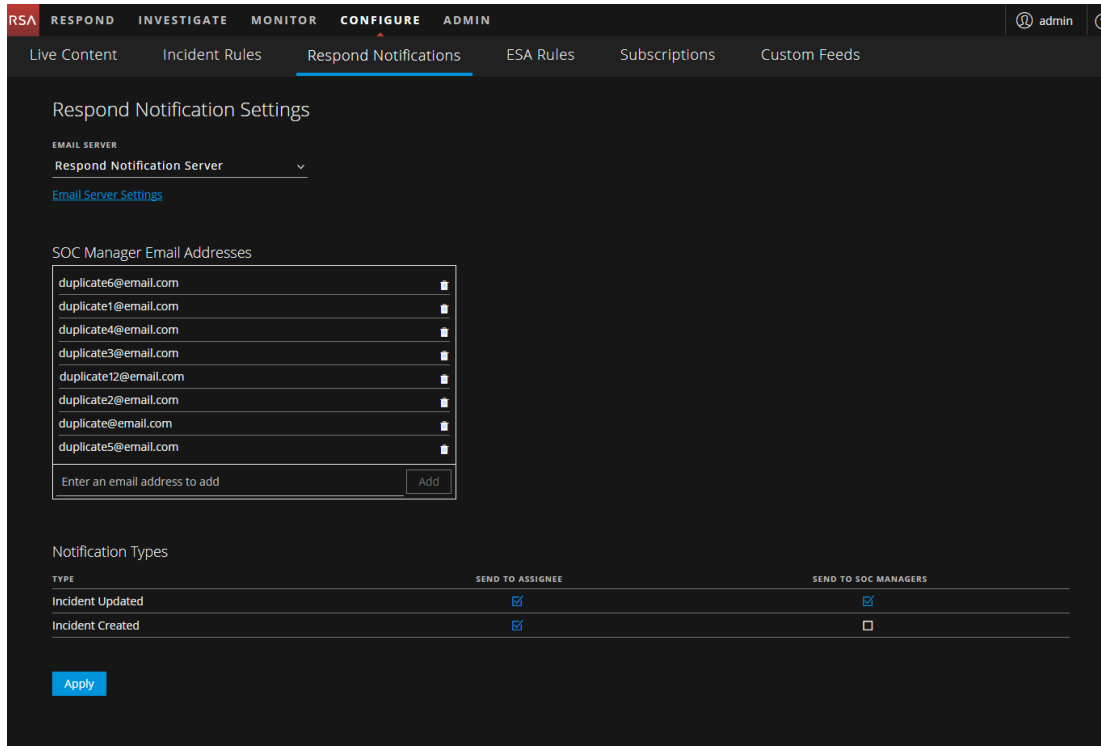 RSA RESPOND INVESTIGATE MONITOR CONFIGURE ADMIN admin
Live Content Incident Rules Respond Notifications ESA Rules Subscriptions Custom Feeds
Respond Notification Settings
EMAIL SERVER
Respond Notification Server
Email Server Settings
SOC Manager Email Addresses
duplicate6@email.com
duplicate1@email.com
duplicate4@email.com
duplicate3@email.com
duplicate12@email.com
duplicate2@email.com
duplicate@email.com
duplicate5@email.com
Enter an email address to add Add
Notification Types
TYPE SEND TO ASSIGNEE SEND TO SOC MANAGERS
Incident Updated
Incident Created
Apply